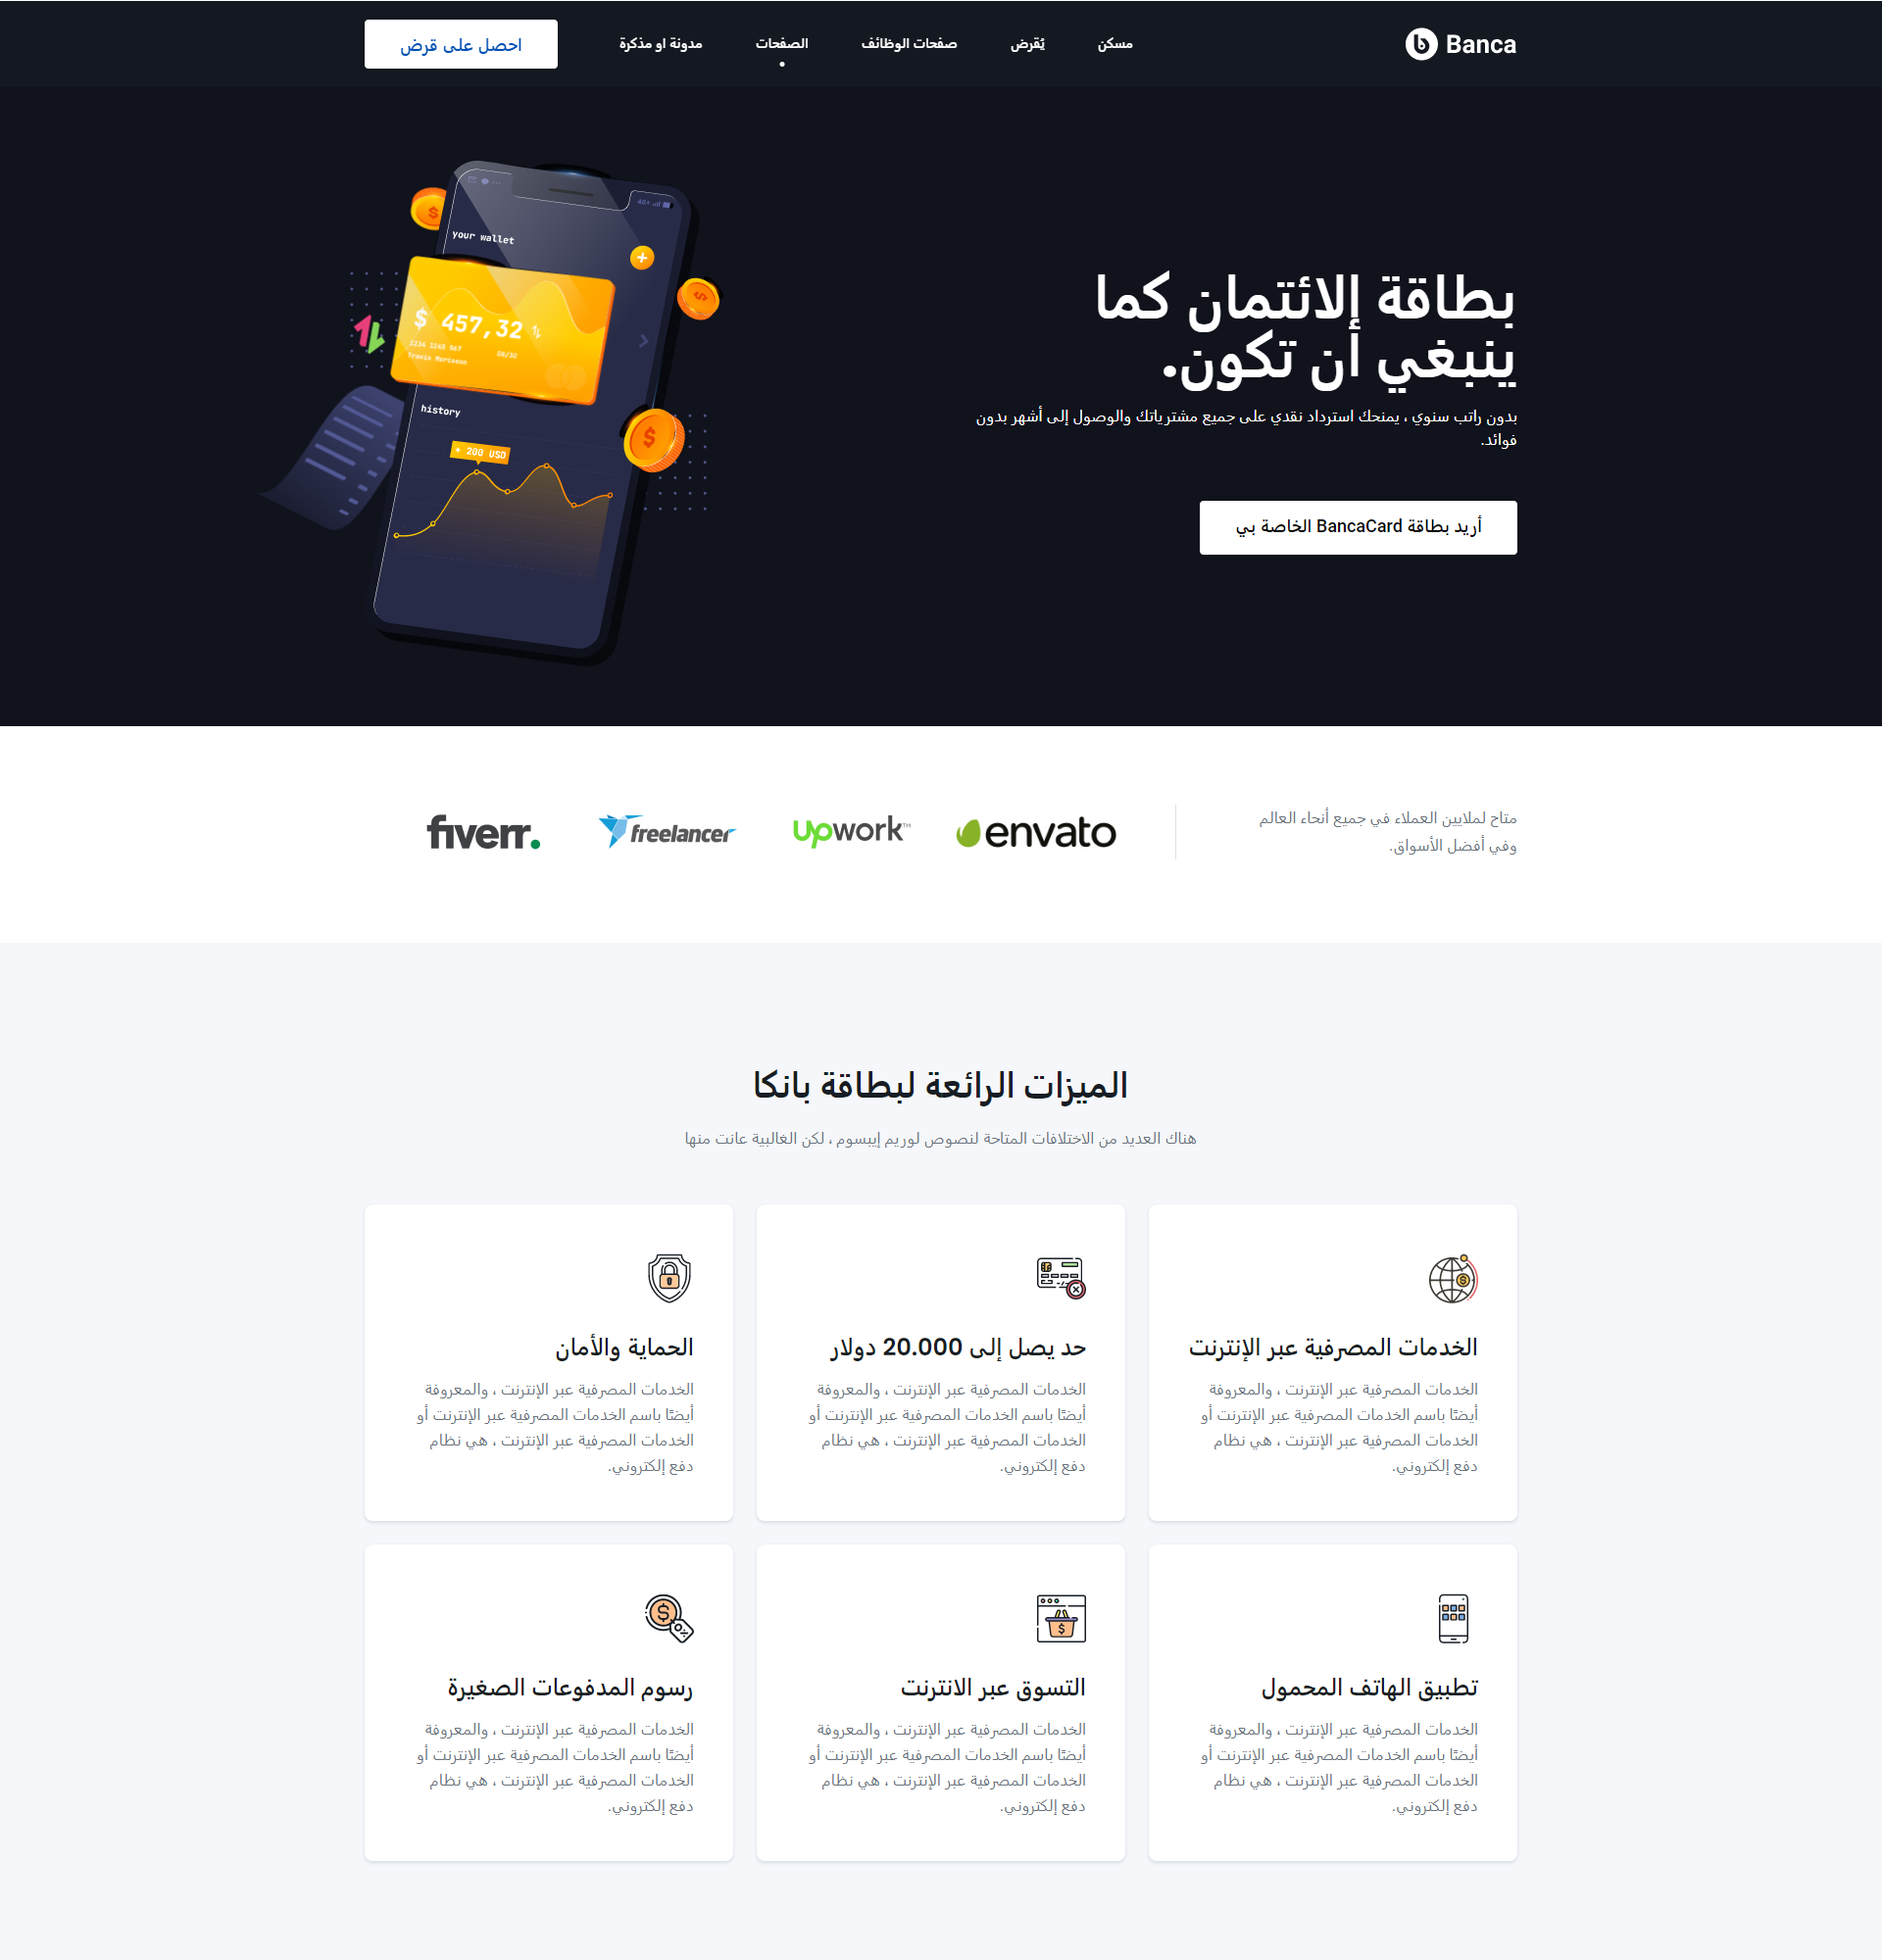 Banca
مسكن
يُقرض
صفحات الوظائف
الصفحات
مدونة او مذكرة
احصل على قرض
بطاقة الائتمان كما
ينبغي أن تكون.
بدون راتب سنوي ، يمنحك استرداد نقدي على جميع مشترياتك والوصول إلى أشهر بدون
فوائد.
أريد بطاقة BancaCard الخاصة بي
4G+
your wallet
$ 457,32
1234 1245 567
08/30
Travis Morisson
history
+ 200 USD
متاح لملايين العملاء في جميع أنحاء العالم
وفي أفضل الأسواق.
envato
upwork™
freelancer
fiverr.
الميزات الرائعة لبطاقة بانكا
هناك العديد من الاختلافات المتاحة لنصوص لوريم إيبسوم ، لكن الغالبية عانت منها
الخدمات المصرفية عبر الإنترنت
الخدمات المصرفية عبر الإنترنت ، والمعروفة
أيضًا باسم الخدمات المصرفية عبر الإنترنت أو
الخدمات المصرفية عبر الإنترنت ، هي نظام
دفع إلكتروني.
حد يصل إلى 20.000 دولار
الخدمات المصرفية عبر الإنترنت ، والمعروفة
أيضًا باسم الخدمات المصرفية عبر الإنترنت أو
الخدمات المصرفية عبر الإنترنت ، هي نظام
دفع إلكتروني.
الحماية والأمان
الخدمات المصرفية عبر الإنترنت ، والمعروفة
أيضًا باسم الخدمات المصرفية عبر الإنترنت أو
الخدمات المصرفية عبر الإنترنت ، هي نظام
دفع إلكتروني.
تطبيق الهاتف المحمول
الخدمات المصرفية عبر الإنترنت ، والمعروفة
أيضًا باسم الخدمات المصرفية عبر الإنترنت أو
الخدمات المصرفية عبر الإنترنت ، هي نظام
دفع إلكتروني.
التسوق عبر الانترنت
الخدمات المصرفية عبر الإنترنت ، والمعروفة
أيضًا باسم الخدمات المصرفية عبر الإنترنت أو
الخدمات المصرفية عبر الإنترنت ، هي نظام
دفع إلكتروني.
رسوم المدفوعات الصغيرة
الخدمات المصرفية عبر الإنترنت ، والمعروفة
أيضًا باسم الخدمات المصرفية عبر الإنترنت أو
الخدمات المصرفية عبر الإنترنت ، هي نظام
دفع إلكتروني.